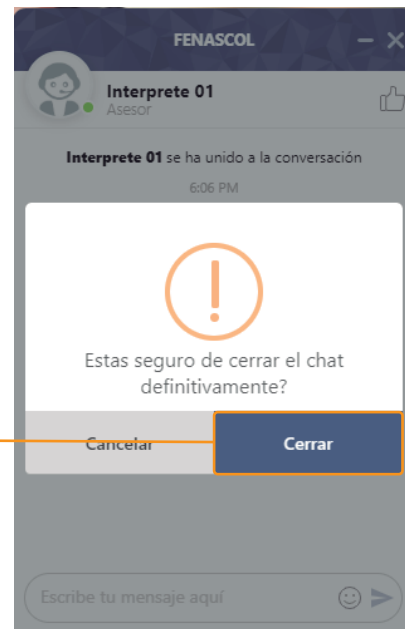 FENASCOL
Interprete 01
Asesor
Interprete 01 se ha unido a la conversación
6:06 PM
Estas seguro de cerrar el chat
definitivamente?
Cancelar
Cerrar
Escribe tu mensaje aquí